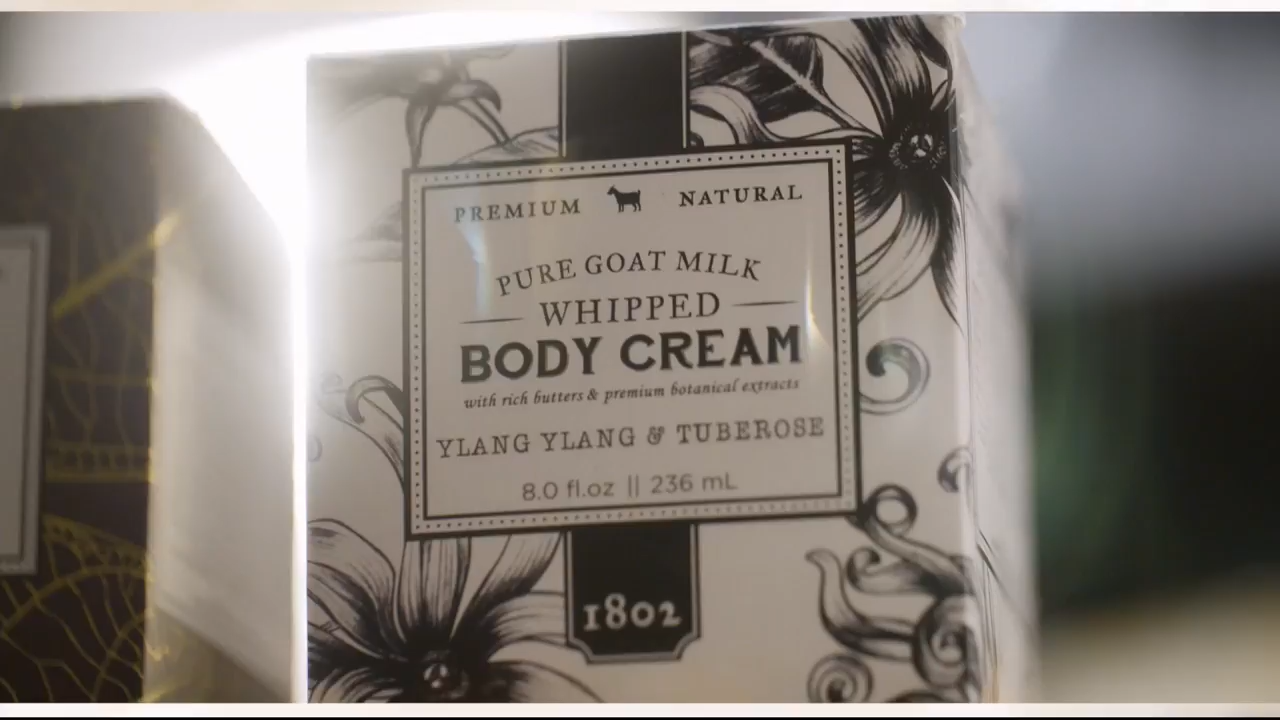 PREMIUM NATURAL
PURE GOAT MILK
WHIPPED
BODY CREAM
with rich butters & premium botanical extracts
YLANG YLANG & TUBEROSE
8.0 fl.oz || 236 mL
1802